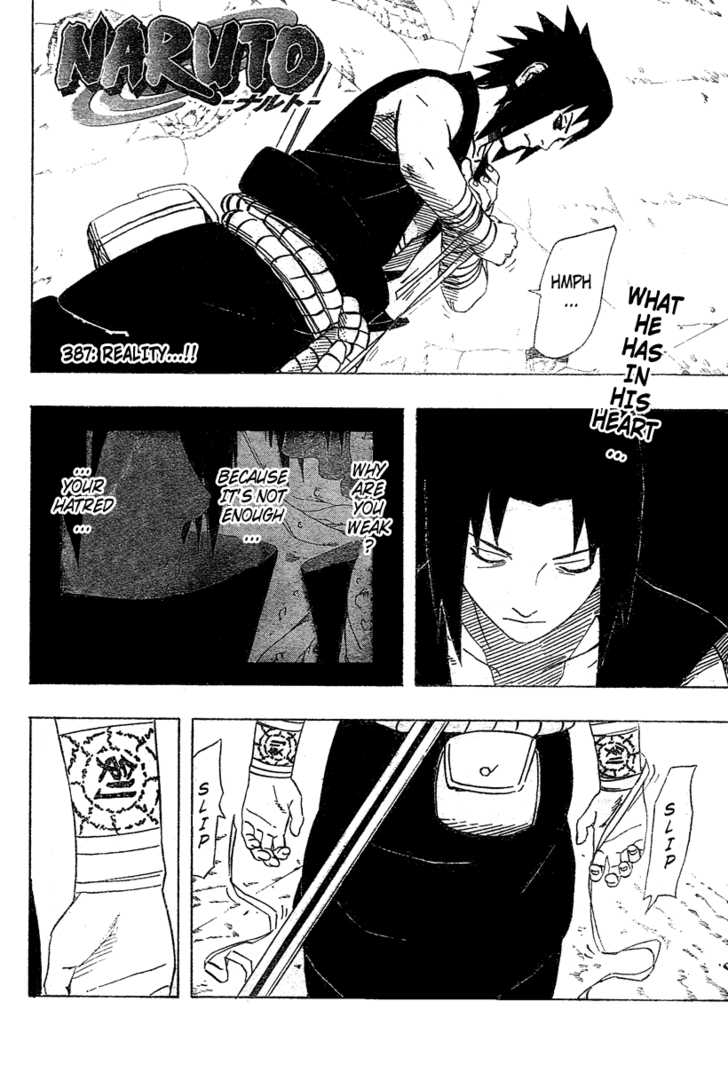 NARUTO
-ナルト-
387: REALITY...!!
HMPH
...
WHAT
HE
HAS
IN
HIS
HEART
...
WHY
ARE
YOU
WEAK
?
BECAUSE
IT'S NOT
ENOUGH
...
...
YOUR
HATRED
...
SLIP
SLIP